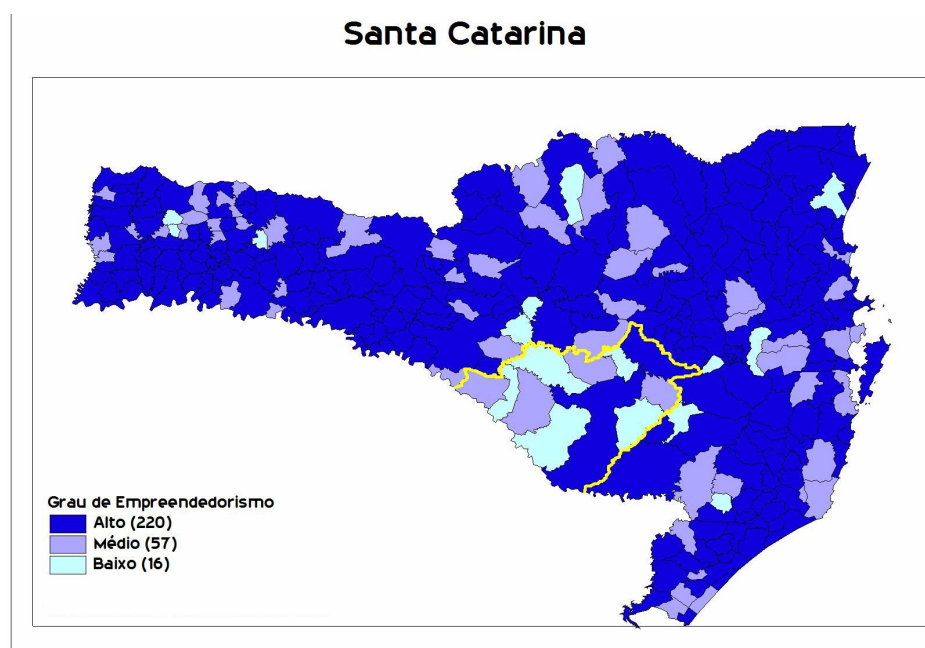 Santa Catarina
Grau de Empreendedorismo
Alto (220)
Médio (57)
Baixo (16)